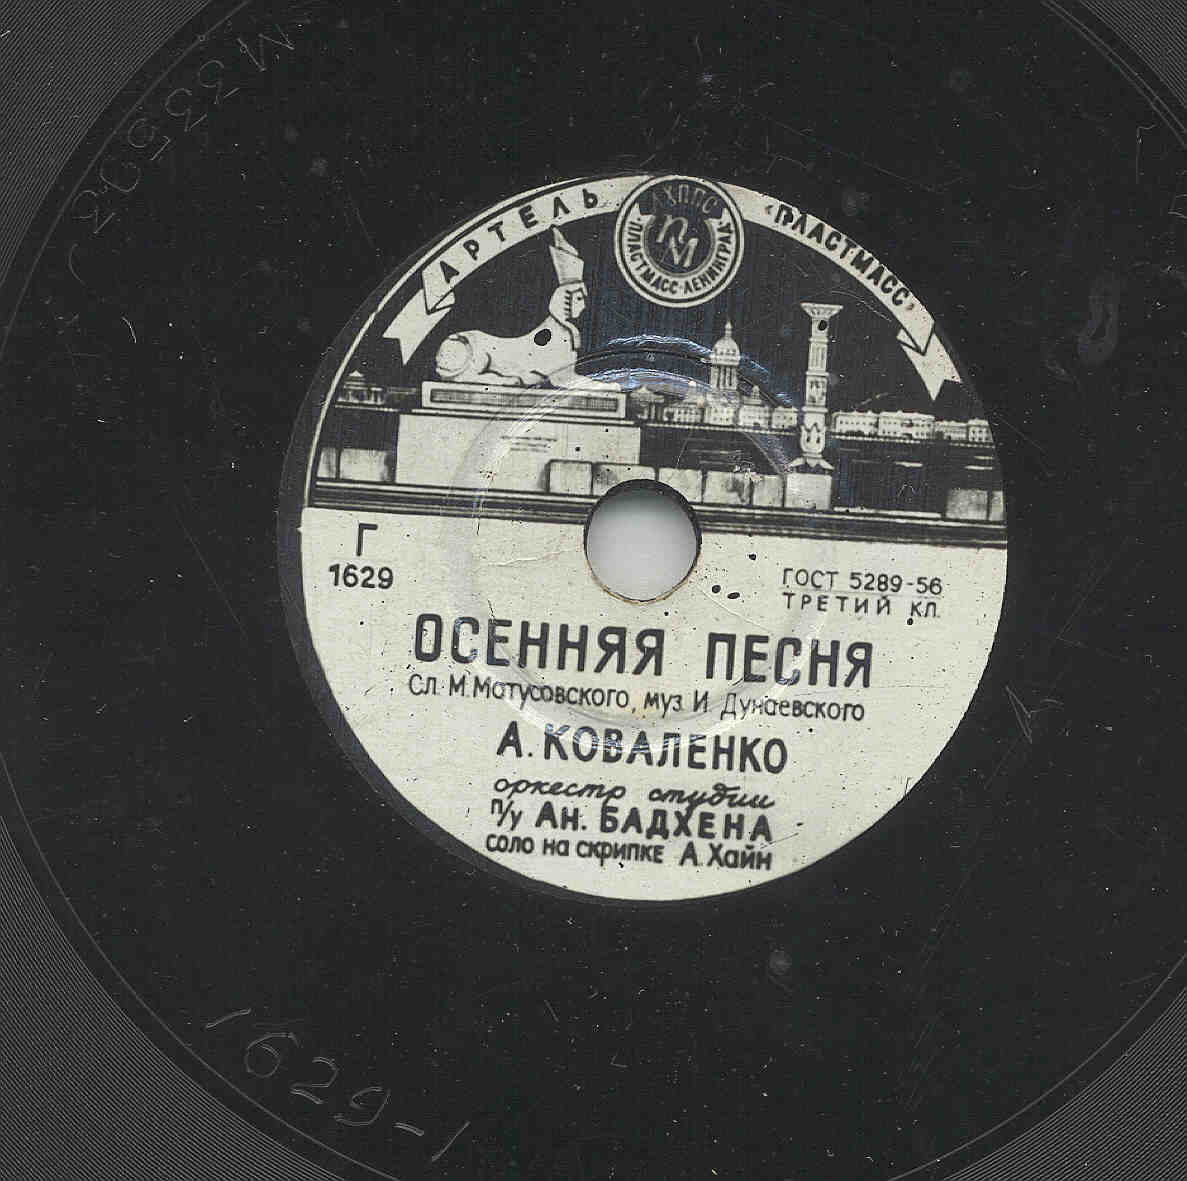 АРТЕЛЬ
«ПЛАСТМАСС»
ЛХППС
ПМ
ПЛАСТМАСС·ЛЕНИНГРАД
Г
1629
ГОСТ 5289-56
ТРЕТИЙ КЛ.
ОСЕННЯЯ ПЕСНЯ
Сл. М. Матусовского, муз. И. Дунаевского
А. КОВАЛЕНКО
оркестр студии
п/у Ан. БАДХЕНА
соло на скрипке А. Хайн
1629-1